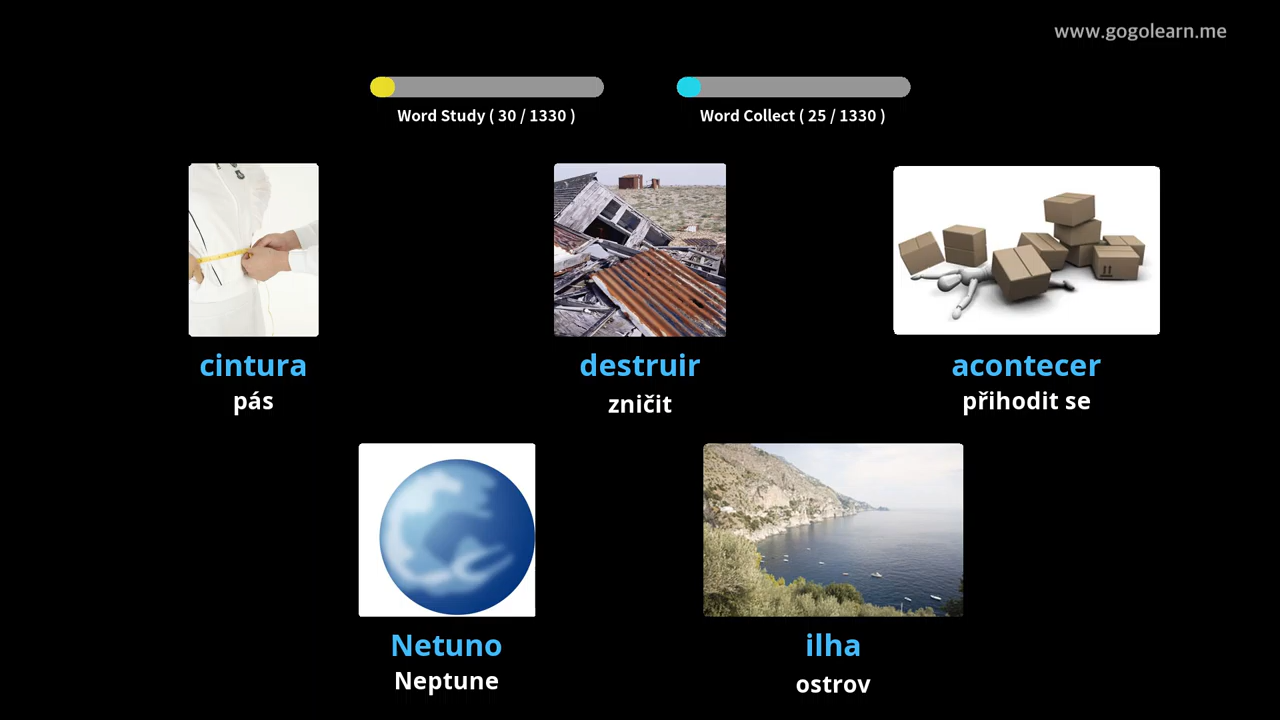 www.gogolearn.me
Word Study ( 30 / 1330 )
Word Collect ( 25 / 1330 )
cintura
pás
destruir
zničit
acontecer
přihodit se
Netuno
Neptune
ilha
ostrov